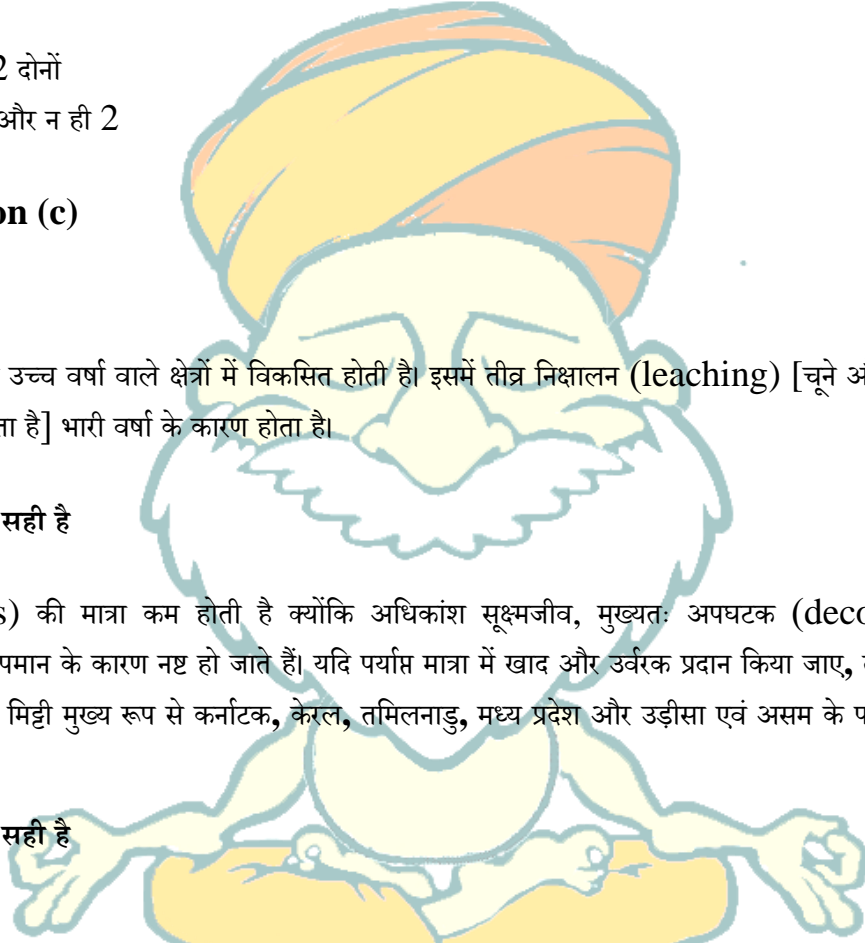 2 दोनों
और न ही 2
on (c)
उच्च वर्षा वाले क्षेत्रों में विकसित होती है। इसमें तीव्र निक्षालन (leaching) [चूने
ता है] भारी वर्षा के कारण होता है।
सही है
s) की मात्रा कम होती है क्योंकि अधिकांश सूक्ष्मजीव, मुख्यतः अपघटक (deco
पमान के कारण नष्ट हो जाते हैं। यदि पर्याप्त मात्रा में खाद और उर्वरक प्रदान किया जाए,
मिट्टी मुख्य रूप से कर्नाटक, केरल, तमिलनाडु, मध्य प्रदेश और उड़ीसा एवं असम के
सही है